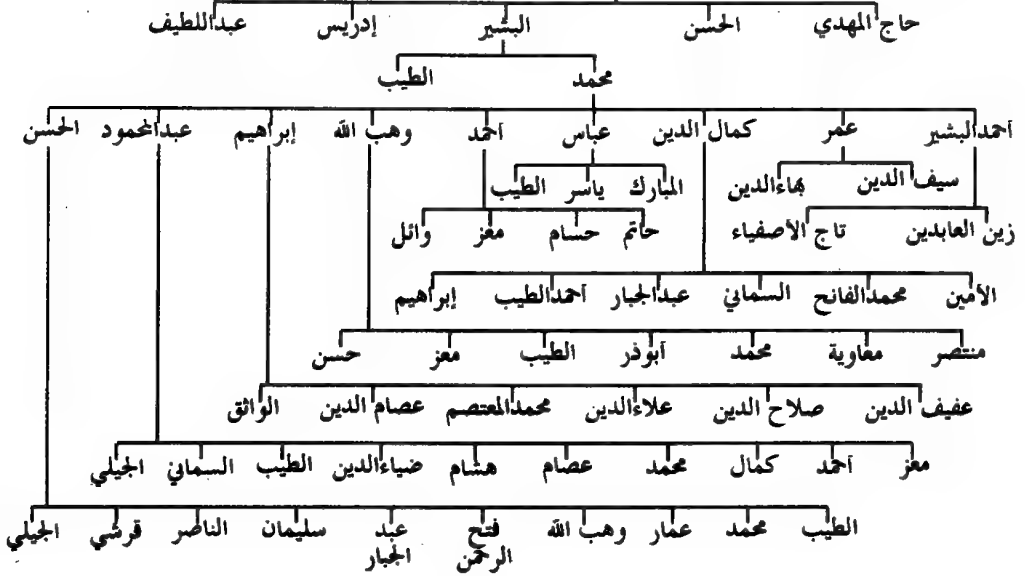 حاج المهدي الحسن البشير إدريس عبداللطيف
محمد الطيب
أحمدالبشير عمر كمال الدين عباس أحمد وهب الله إبراهيم عبدالمحمود الحسن
سيف الدين بهاءالدين المبارك ياسر الطيب
زين العابدين تاج الأصفياء حاتم حسام معز وائل
الأمين محمدالفاتح السماني عبدالجبار أحمدالطيب إبراهيم
منتصر معاوية محمد أبوذر الطيب معز حسن
عفيف الدين صلاح الدين علاءالدين محمدالمعتصم عصام الدين الواثق
معز أحمد كمال محمد عصام هشام ضياءالدين الطيب السماني الجيلي
الطيب محمد عمار وهب الله فتح عبد سليمان الناصر قرشي الجيلي
الرحمن الجبار